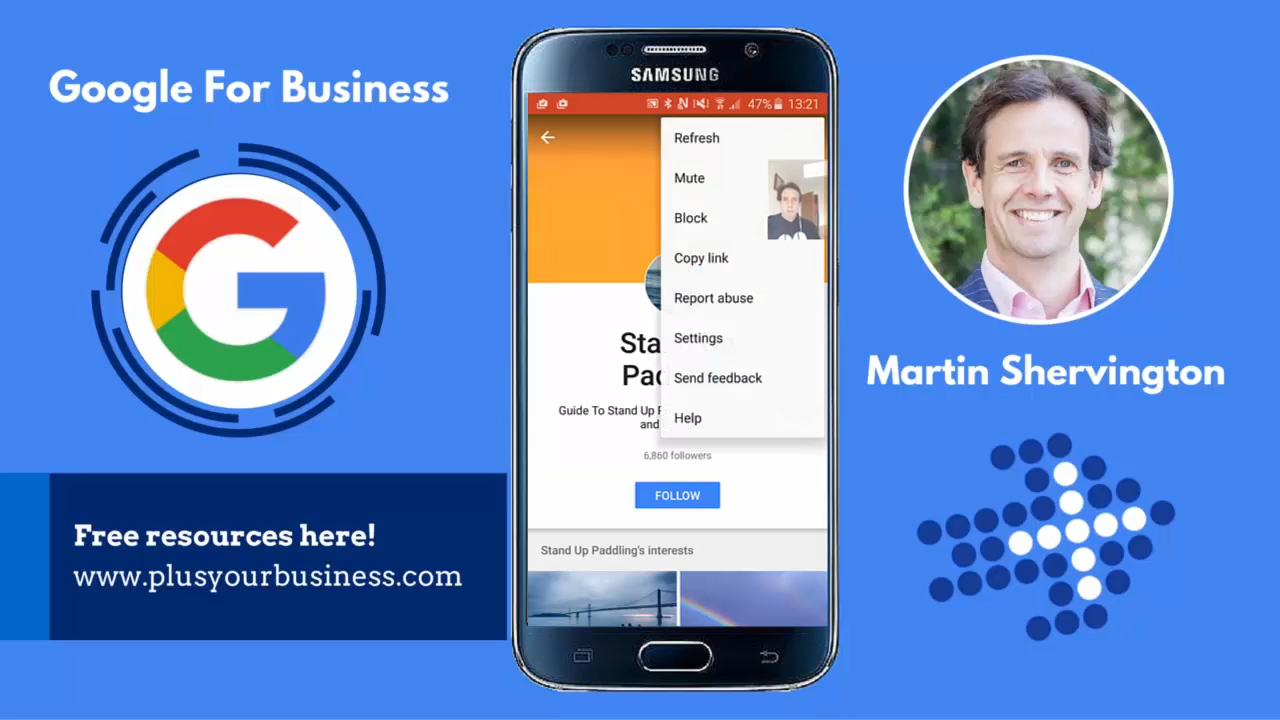 Google For Business
Free resources here!
www.plusyourbusiness.com
SAMSUNG
47% 13:21
Refresh
Mute
Block
Copy link
Report abuse
Settings
Send feedback
Help
Sta
Guide To Stand Up
and
6,860 followers
FOLLOW
Stand Up Paddling's interests
Martin Shervington